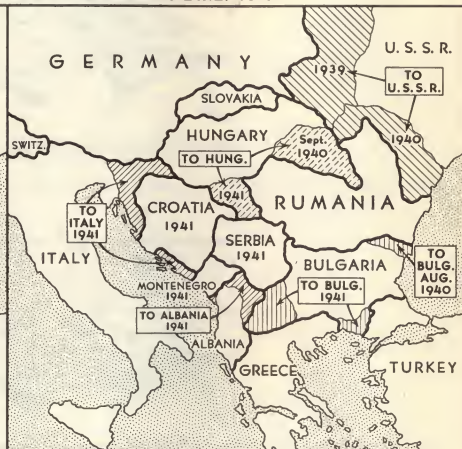 GERMANY
U.S.S.R.
1939
TO
U.S.S.R.
SLOVAKIA
SWITZ.
HUNGARY
Sept.
1940
1940
TO HUNG.
1941
CROATIA
1941
RUMANIA
TO
ITALY
1941
ITALY
SERBIA
1941
BULGARIA
TO
BULG.
AUG.
1940
MONTENEGRO
1941
TO BULG.
1941
TO ALBANIA
1941
ALBANIA
GREECE
TURKEY